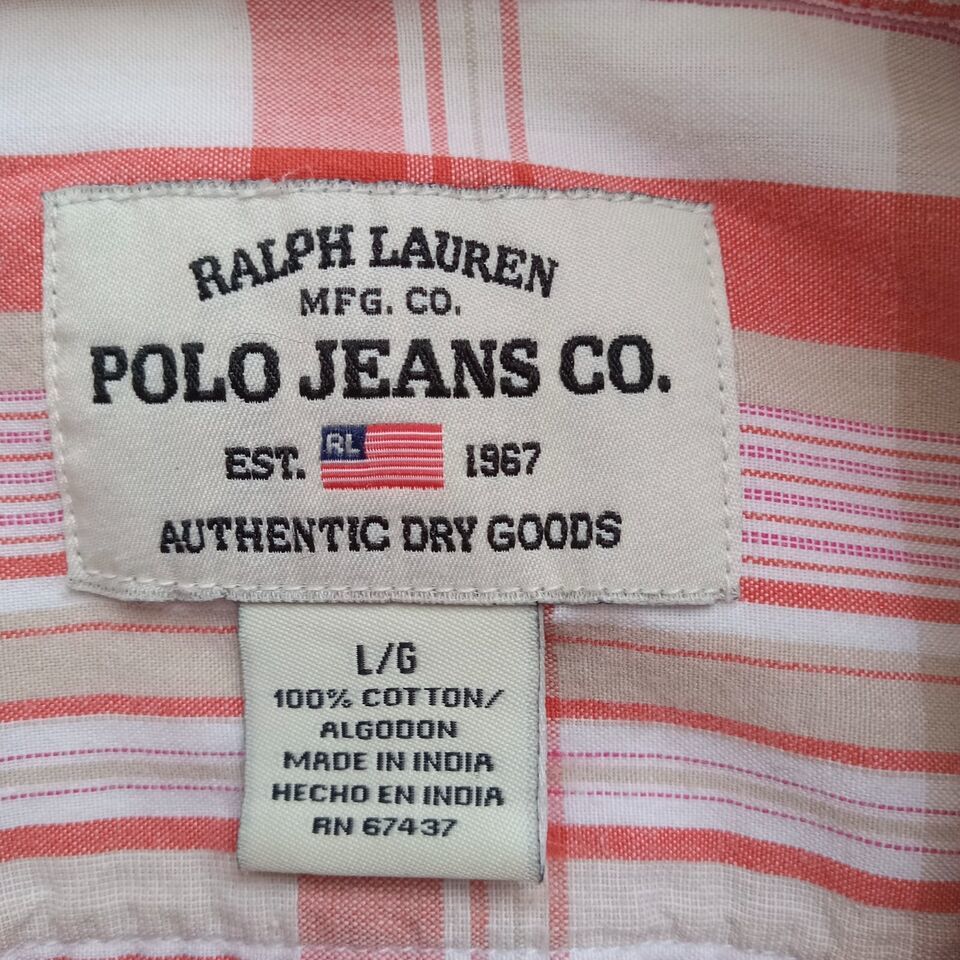 RALPH LAUREN
MFG. CO.
POLO JEANS CO.
EST. RL 1967
AUTHENTIC DRY GOODS
L/G
100% COTTON/
ALGODON
MADE IN INDIA
HECHO EN INDIA
RN 67437